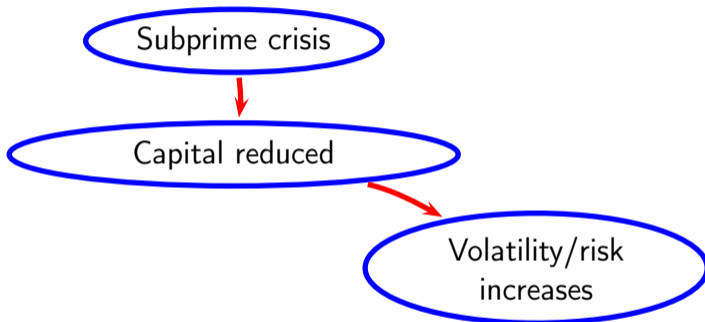 Subprime crisis
Capital reduced
Volatility/risk
increases